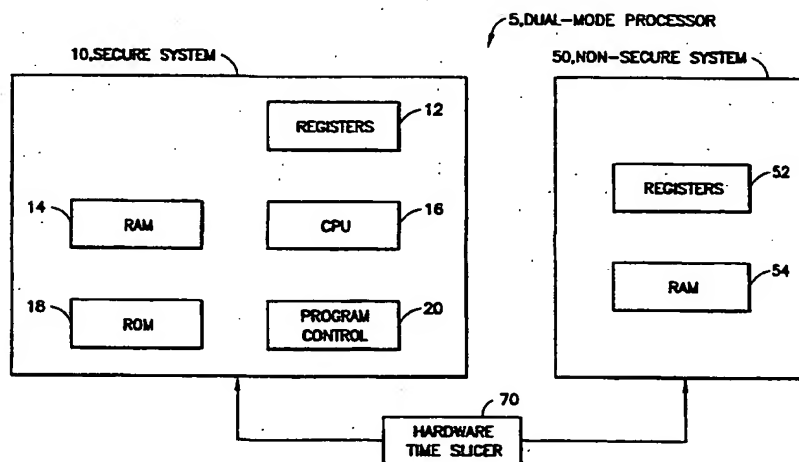 5,DUAL-MODE PROCESSOR
10,SECURE SYSTEM
50,NON-SECURE SYSTEM
REGISTERS
12
REGISTERS
52
14
RAM
CPU
16
RAM
54
18
ROM
PROGRAM
CONTROL
20
70
HARDWARE
TIME SLICER